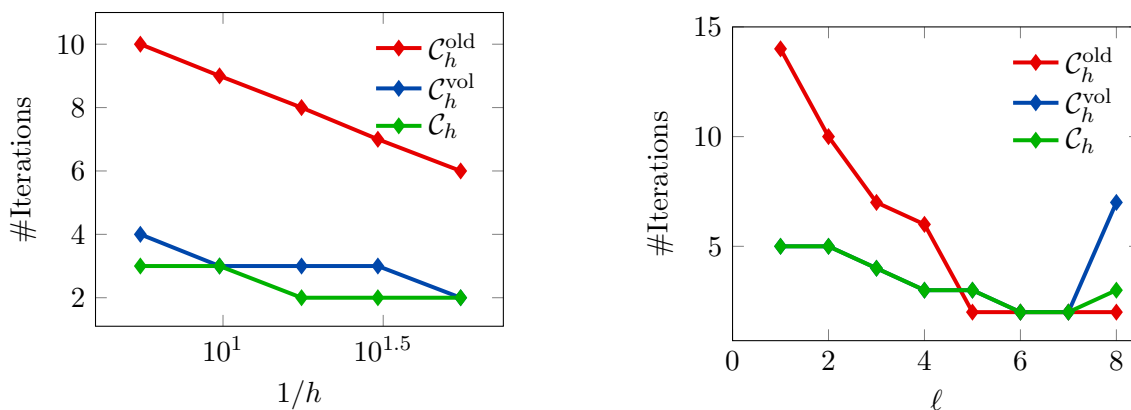 10
8
6
4
2
#Iterations
10^1
10^1.5
1/h
C_h^old
C_h^vol
C_h
15
10
5
#Iterations
0
2
4
6
8
ℓ
C_h^old
C_h^vol
C_h